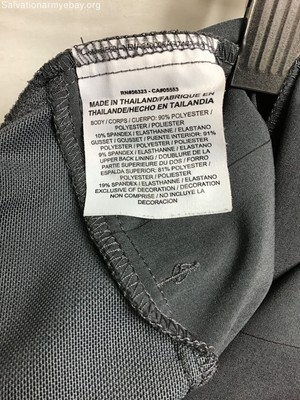 Salvationarmyebay.org
RN#56323 - CA#05553
MADE IN THAILAND/FABRIQUE EN
THAILANDE/HECHO EN TAILANDIA
BODY / CORPS / CUERPO: 90% POLYESTER /
POLYESTER / POLIESTER
10% SPANDEX / ELASTHANNE / ELASTANO
GUSSET / GOUSSET / PUENTE INTERIOR: 91%
POLYESTER / POLYESTER / POLIESTER
9% SPANDEX / ELASTHANNE / ELASTANO
UPPER BACK LINING / DOUBLURE DE LA
PARTIE SUPERIEURE DU DOS / FORRO
ESPALDA SUPERIOR: 81% POLYESTER /
POLYESTER / POLIESTER
19% SPANDEX / ELASTHANNE / ELASTANO
EXCLUSIVE OF DECORATION / DECORATION
NON COMPRISE / NO INCLUYE LA
DECORACION